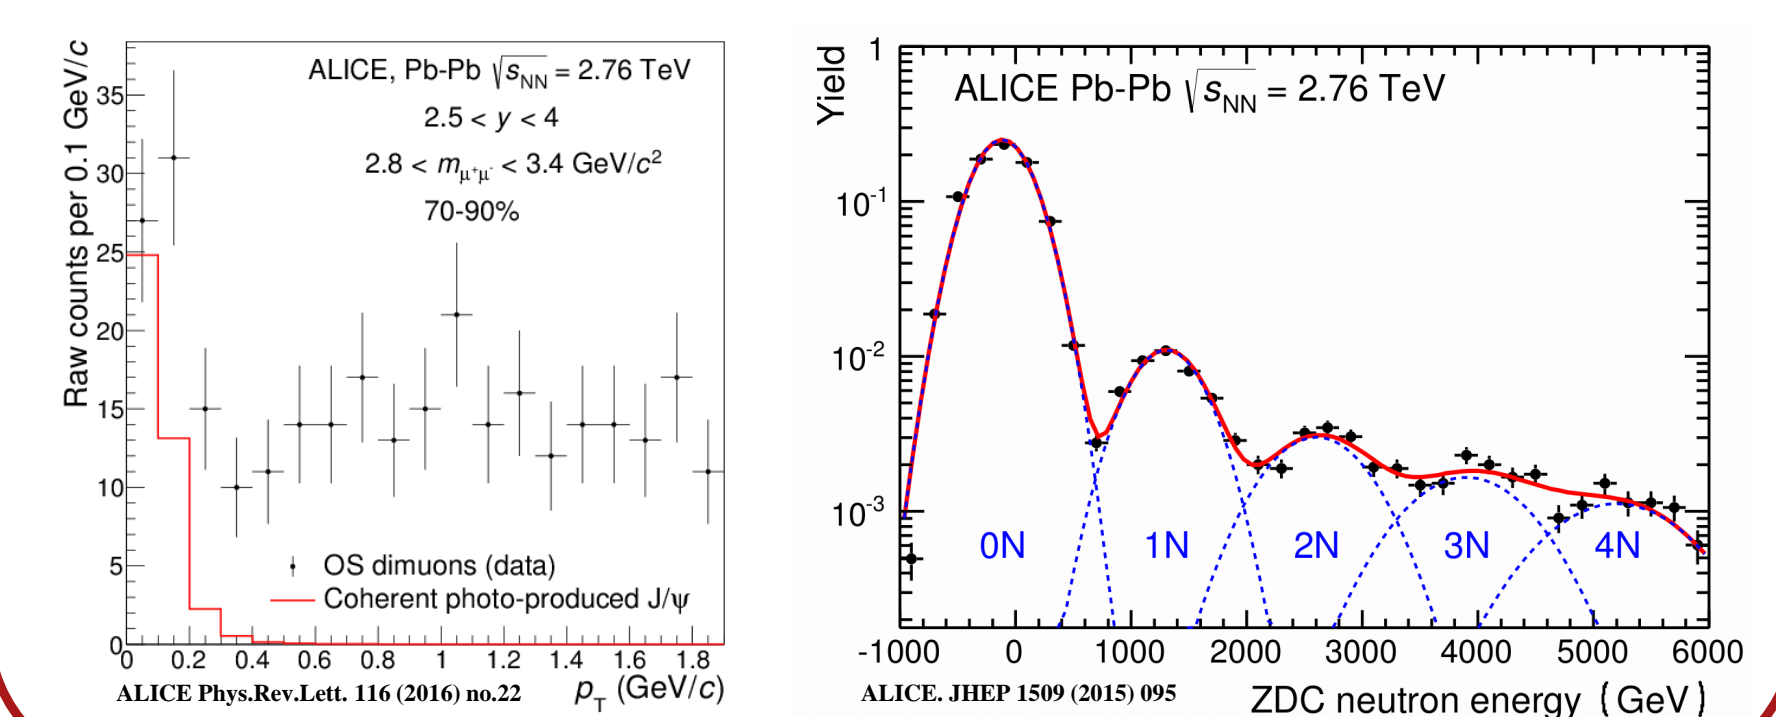 Raw counts per 0.1 GeV/c
35
30
25
20
15
10
5
0
ALICE, Pb-Pb √sNN = 2.76 TeV
2.5 < y < 4
2.8 < mμ+μ- < 3.4 GeV/c²
70-90%
OS dimuons (data)
Coherent photo-produced J/ψ
0 0.2 0.4 0.6 0.8 1 1.2 1.4 1.6 1.8
ALICE Phys.Rev.Lett. 116 (2016) no.22
pT (GeV/c)
Yield
1
10-1
10-2
10-3
ALICE Pb-Pb √sNN = 2.76 TeV
0N 1N 2N 3N 4N
-1000 0 1000 2000 3000 4000 5000 6000
ALICE. JHEP 1509 (2015) 095
ZDC neutron energy (GeV)